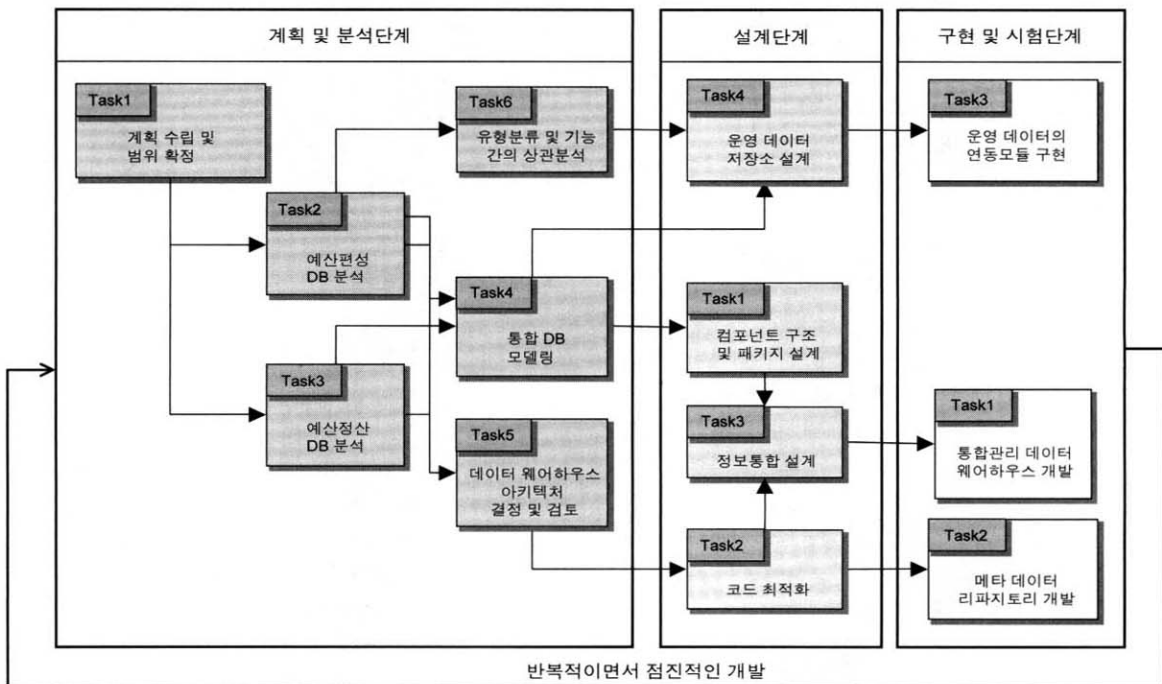 계획 및 분석단계
Task1
계획 수립 및
범위 확정
Task2
예산편성
DB 분석
Task3
예산정산
DB 분석
Task6
유형분류 및 기능
간의 상관분석
Task4
통합 DB
모델링
Task5
데이터 웨어하우스
아키텍처
결정 및 검토
설계단계
Task4
운영 데이터
저장소 설계
Task1
컴포넌트 구조
및 패키지 설계
Task3
정보통합 설계
Task2
코드 최적화
구현 및 시험단계
Task3
운영 데이터의
연동모듈 구현
Task1
통합관리 데이터
웨어하우스 개발
Task2
메타 데이터
리파지토리 개발
반복적이면서 점진적인 개발